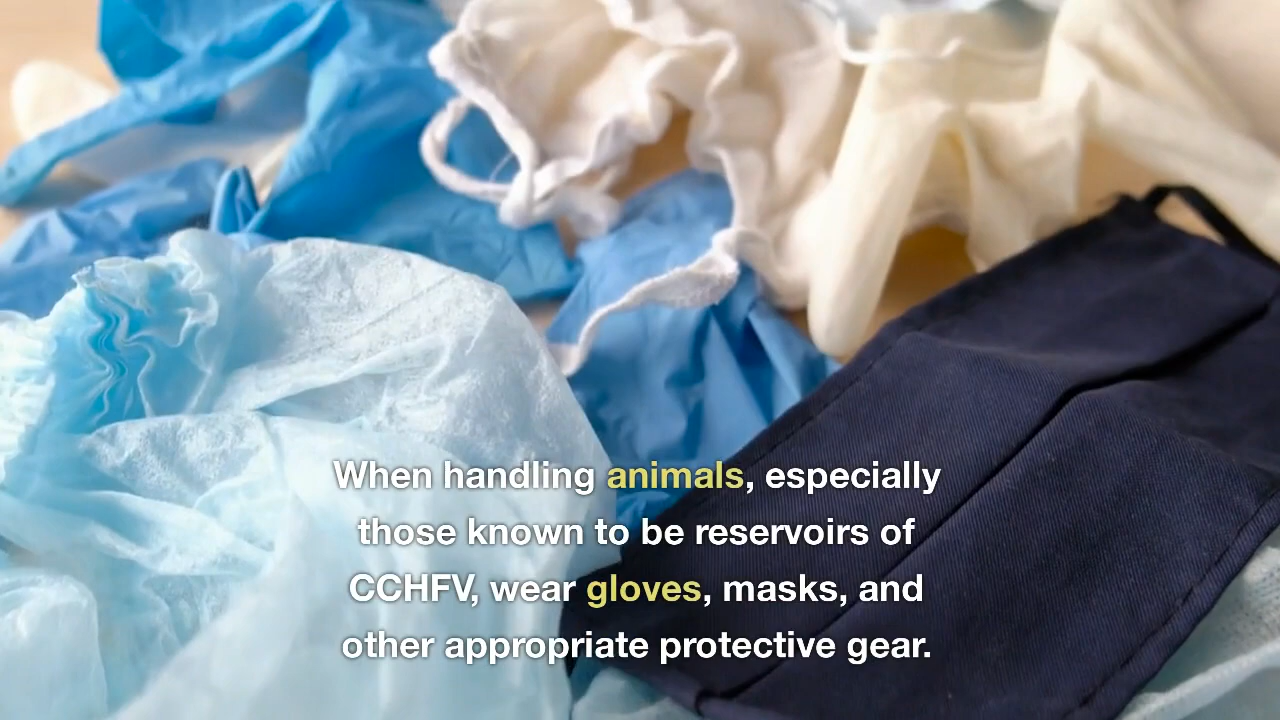 When handling animals, especially
those known to be reservoirs of
CCHFV, wear gloves, masks, and
other appropriate protective gear.